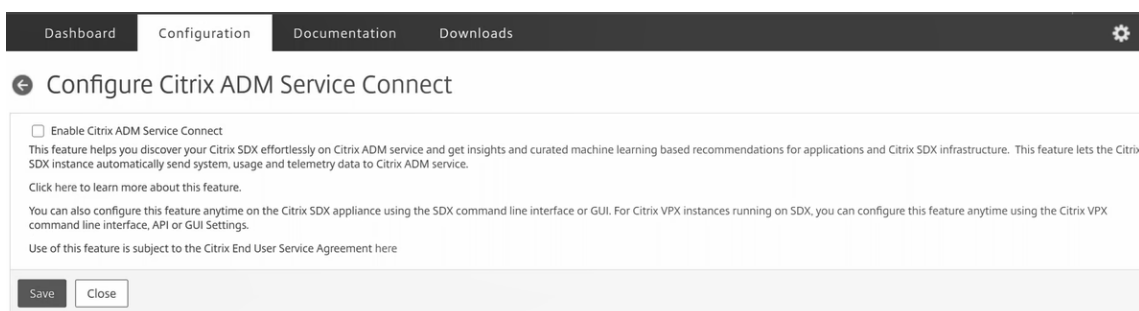 Dashboard Configuration Documentation Downloads
Configure Citrix ADM Service Connect
Enable Citrix ADM Service Connect
This feature helps you discover your Citrix SDX effortlessly on Citrix ADM service and get insights and curated machine learning based recommendations for applications and Citrix SDX infrastructure. This feature lets the Citrix
SDX instance automatically send system, usage and telemetry data to Citrix ADM service.
Click here to learn more about this feature.
You can also configure this feature anytime on the Citrix SDX appliance using the SDX command line interface or GUI. For Citrix VPX instances running on SDX, you can configure this feature anytime using the Citrix VPX
command line interface, API or GUI Settings.
Use of this feature is subject to the Citrix End User Service Agreement here
Save Close